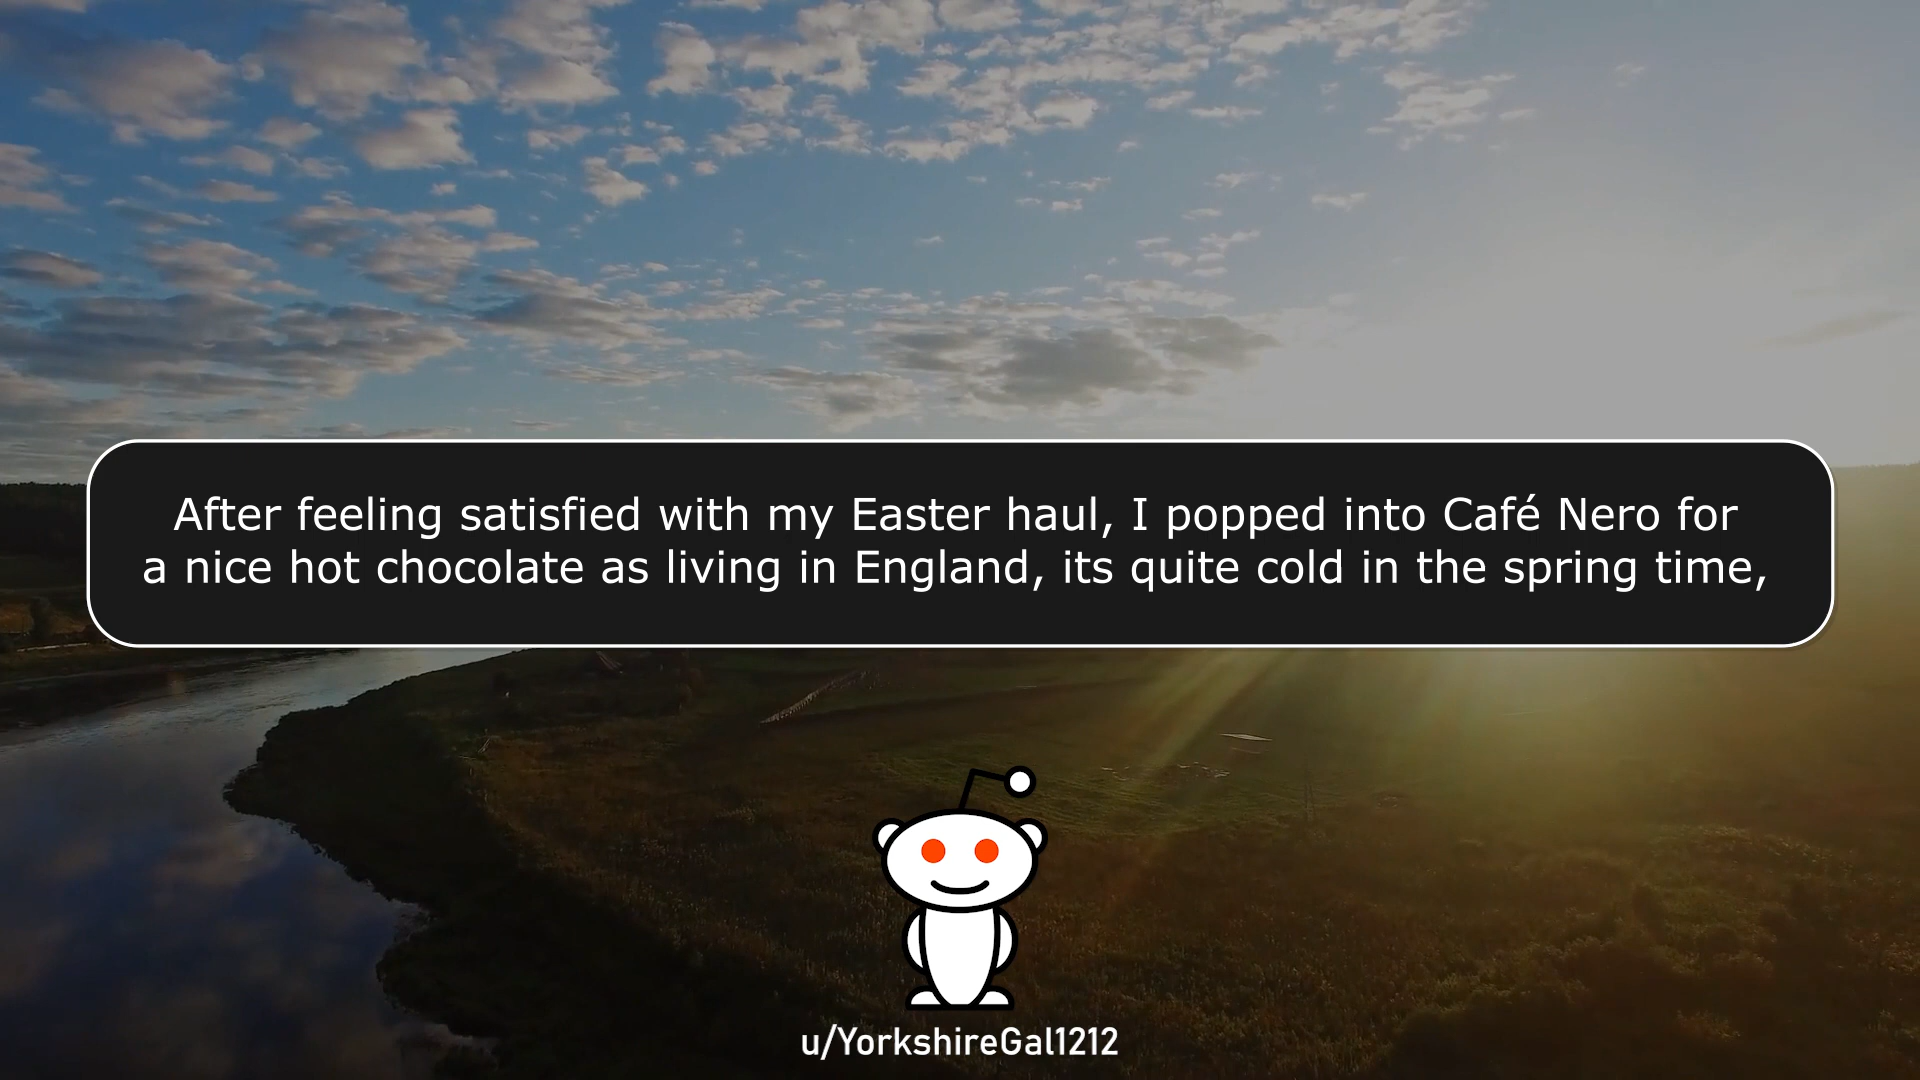 After feeling satisfied with my Easter haul, I popped into Café Nero for
a nice hot chocolate as living in England, its quite cold in the spring time,
u/YorkshireGal1212